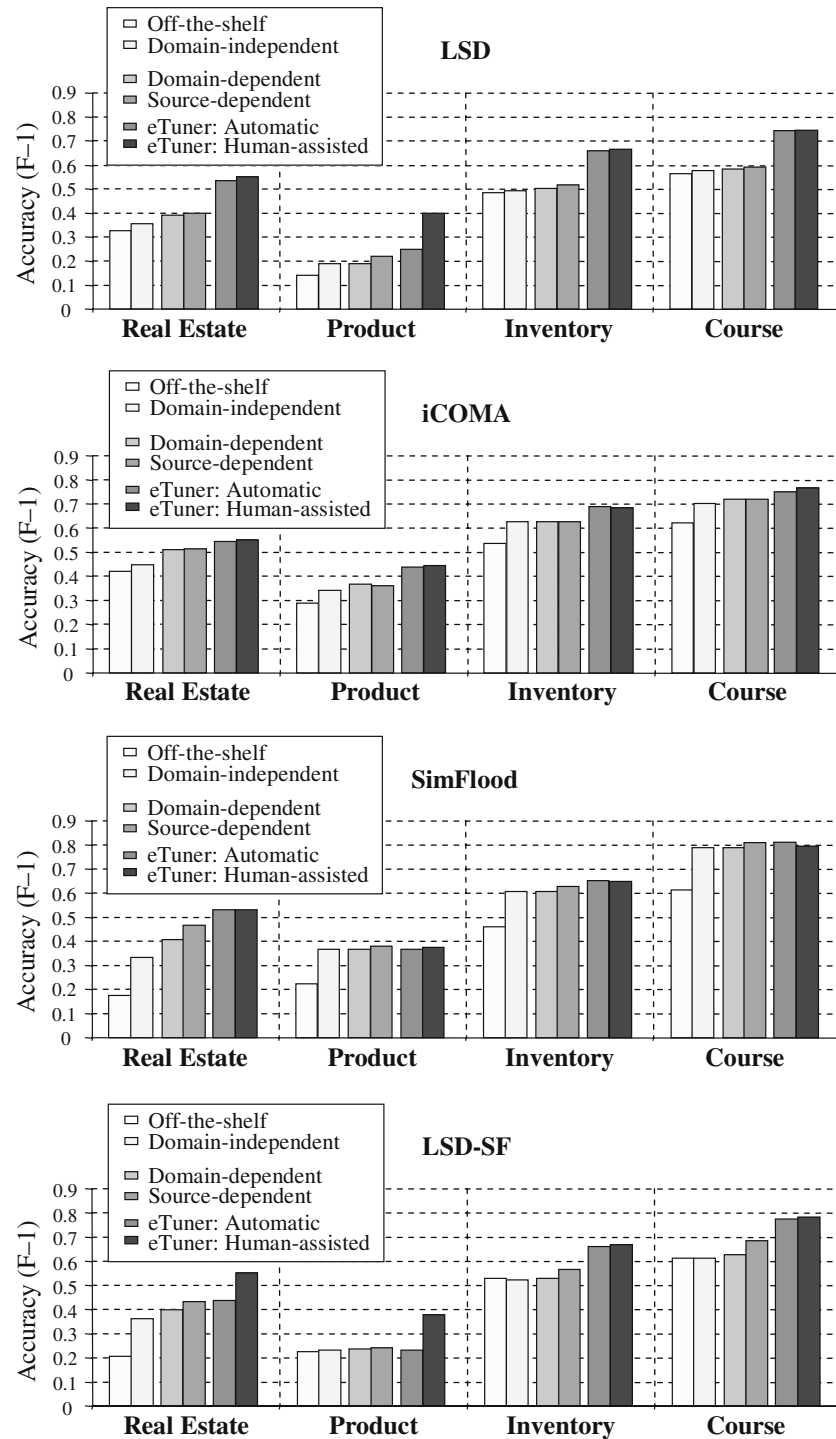 Off-the-shelf
Domain-independent
Domain-dependent
Source-dependent
eTuner: Automatic
eTuner: Human-assisted
LSD
Accuracy (F–1)
0.9
0.8
0.7
0.6
0.5
0.4
0.3
0.2
0.1
0
Real Estate Product Inventory Course
Off-the-shelf
Domain-independent
Domain-dependent
Source-dependent
eTuner: Automatic
eTuner: Human-assisted
iCOMA
Accuracy (F–1)
0.9
0.8
0.7
0.6
0.5
0.4
0.3
0.2
0.1
0
Real Estate Product Inventory Course
Off-the-shelf
Domain-independent
Domain-dependent
Source-dependent
eTuner: Automatic
eTuner: Human-assisted
SimFlood
Accuracy (F–1)
0.9
0.8
0.7
0.6
0.5
0.4
0.3
0.2
0.1
0
Real Estate Product Inventory Course
Off-the-shelf
Domain-independent
Domain-dependent
Source-dependent
eTuner: Automatic
eTuner: Human-assisted
LSD-SF
Accuracy (F–1)
0.9
0.8
0.7
0.6
0.5
0.4
0.3
0.2
0.1
0
Real Estate Product Inventory Course